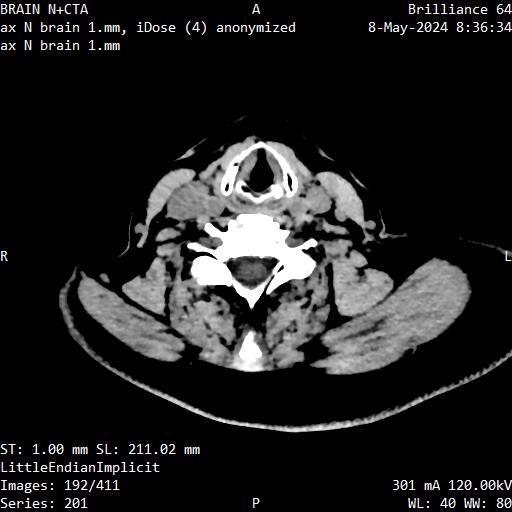 BRAIN N+CTA A Brilliance 64
ax N brain 1.mm, iDose (4) anonymized 8-May-2024 8:36:34
ax N brain 1.mm
R L
ST: 1.00 mm SL: 211.02 mm
LittleEndianImplicit
Images: 192/411 301 mA 120.00kV
Series: 201 P WL: 40 WW: 80